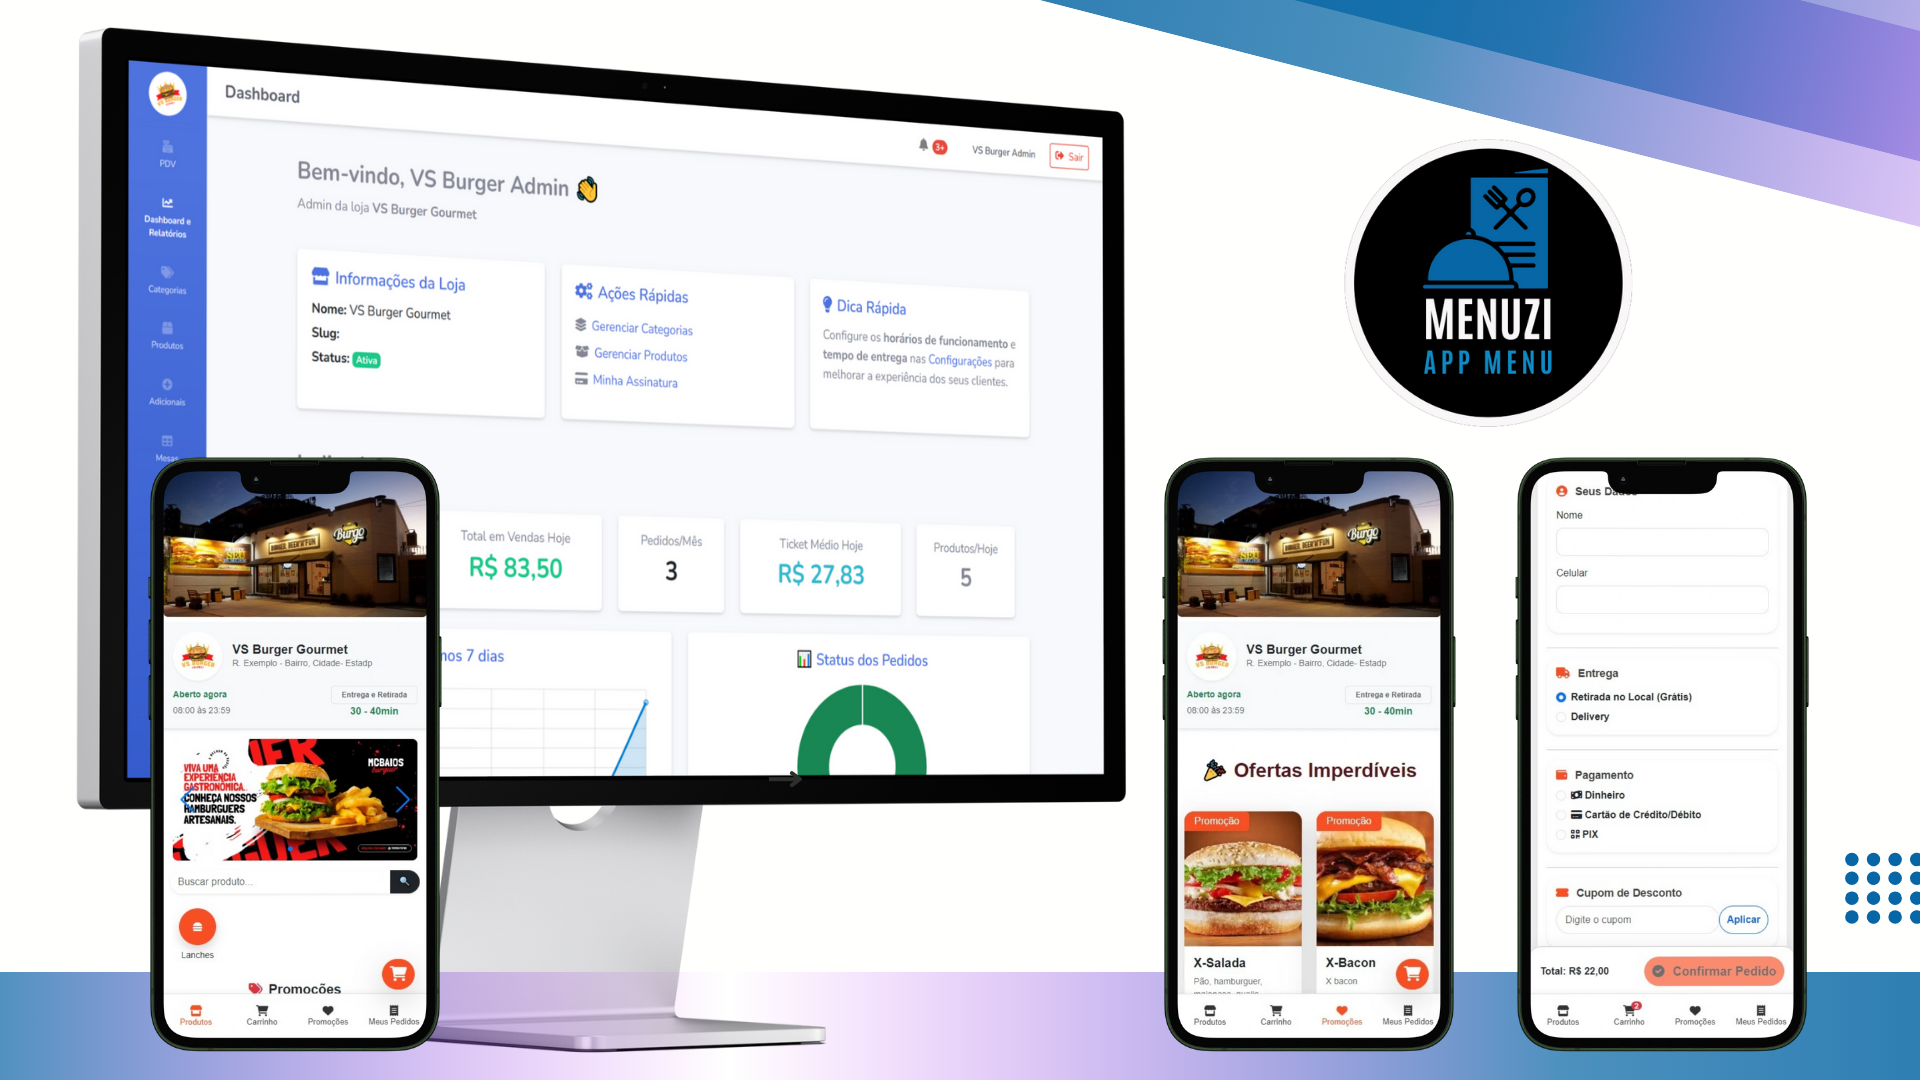 Dashboard
3+
VS Burger Admin
Sair
PDV
Dashboard e
Relatórios
Categorias
Produtos
Adicionais
Mesas
Bem-vindo, VS Burger Admin
Admin da loja VS Burger Gourmet
Informações da Loja
Nome: VS Burger Gourmet
Slug:
Status: Ativa
Ações Rápidas
Gerenciar Categorias
Gerenciar Produtos
Minha Assinatura
Dica Rápida
Configure os horários de funcionamento e
tempo de entrega nas Configurações para
melhorar a experiência dos seus clientes.
Total em Vendas Hoje
R$ 83,50
Pedidos/Mês
3
Ticket Médio Hoje
R$ 27,83
Produtos/Hoje
5
nos 7 dias
Status dos Pedidos
MENUZI
APP MENU
Burgo
VS BURGER
VS Burger Gourmet
R. Exemplo - Bairro, Cidade- Estadp
Aberto agora
08:00 às 23:59
Entrega e Retirada
30 - 40min
VIVA UMA
EXPERIÊNCIA
GASTRONÔMICA.
CONHEÇA NOSSOS
HAMBURGUERS
ARTESANAIS.
MCBAIOS
burguer
Buscar produto...
Lanches
Promoções
Produtos
Carrinho
Promoções
Meus Pedidos
Burgo
VS BURGER
VS Burger Gourmet
R. Exemplo - Bairro, Cidade- Estadp
Aberto agora
08:00 às 23:59
Entrega e Retirada
30 - 40min
Ofertas Imperdíveis
Promoção
Promoção
X-Salada
Pão, hamburguer,
X-Bacon
X bacon
Produtos
Carrinho
Promoções
Meus Pedidos
Seus Dados
Nome
Celular
Entrega
Retirada no Local (Grátis)
Delivery
Pagamento
Dinheiro
Cartão de Crédito/Débito
PIX
Cupom de Desconto
Digite o cupom
Aplicar
Total: R$ 22,00
Confirmar Pedido
2
Produtos
Carrinho
Promoções
Meus Pedidos